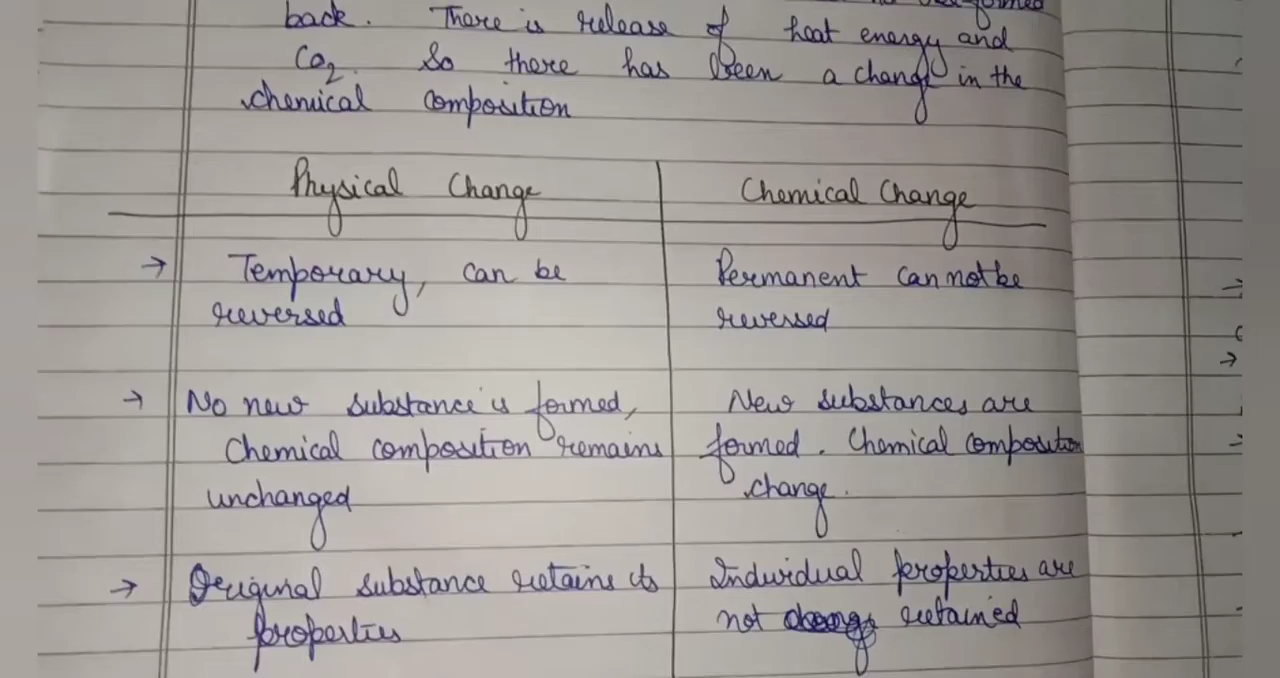 back. There is release of heat energy and
CO2. So there has been a change in the
chemical composition
Physical Change
Chemical Change
→ Temporary, can be
reversed
Permanent can not be
reversed
→ No new substance is formed,
Chemical composition remains
unchanged
New substances are
formed. Chemical composition
change.
→ Original substance retains its
properties
Individual properties are
not retained